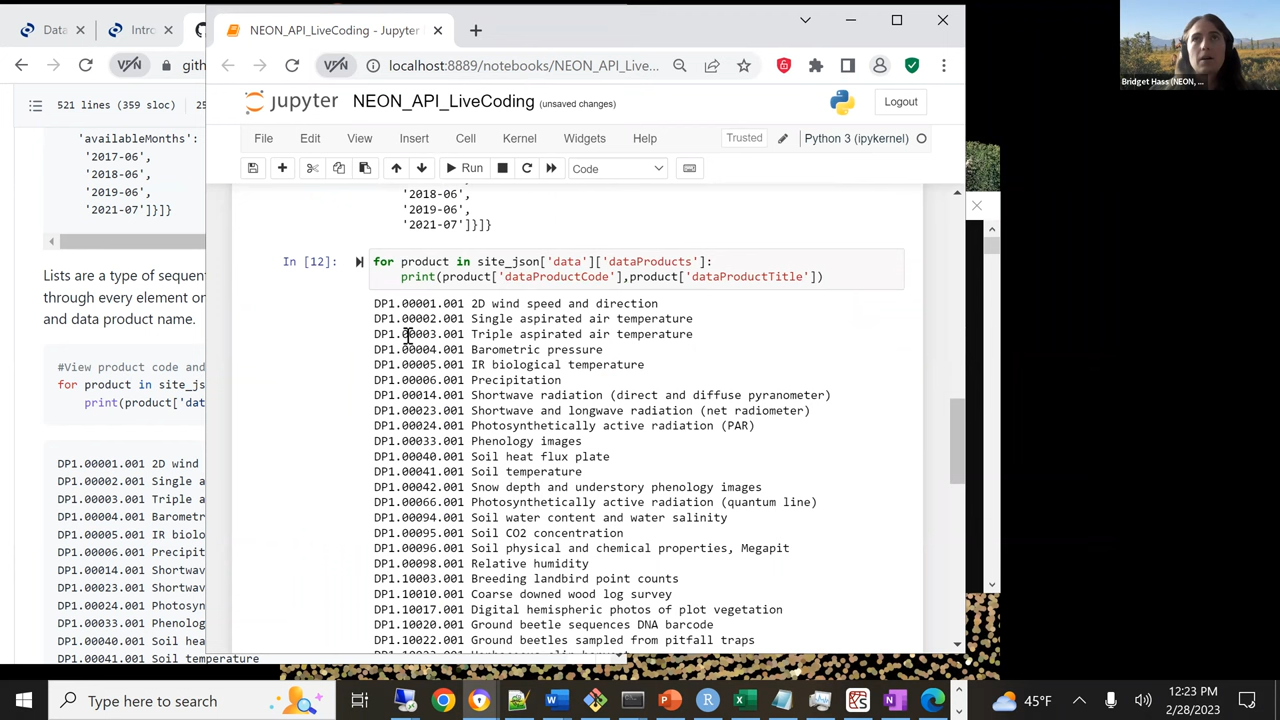 Data
Intro
NEON_API_LiveCoding - Jupyter
Bridget Hass (NEON, ...
VPN
gith
VPN
localhost:8889/notebooks/NEON_API_Live...
521 lines (359 sloc)
jupyter
NEON_API_LiveCoding (unsaved changes)
Logout
'availableMonths':
'2017-06',
'2018-06',
'2019-06',
'2021-07']}]}
File Edit View Insert Cell Kernel Widgets Help
Trusted
Python 3 (ipykernel)
Run
Code
'2018-06',
'2019-06',
'2021-07']}]}
In [12]:
for product in site_json['data']['dataProducts']:
print(product['dataProductCode'],product['dataProductTitle'])
DP1.00001.001 2D wind speed and direction
DP1.00002.001 Single aspirated air temperature
DP1.00003.001 Triple aspirated air temperature
DP1.00004.001 Barometric pressure
DP1.00005.001 IR biological temperature
DP1.00006.001 Precipitation
DP1.00014.001 Shortwave radiation (direct and diffuse pyranometer)
DP1.00023.001 Shortwave and longwave radiation (net radiometer)
DP1.00024.001 Photosynthetically active radiation (PAR)
DP1.00033.001 Phenology images
DP1.00040.001 Soil heat flux plate
DP1.00041.001 Soil temperature
DP1.00042.001 Snow depth and understory phenology images
DP1.00066.001 Photosynthetically active radiation (quantum line)
DP1.00094.001 Soil water content and water salinity
DP1.00095.001 Soil CO2 concentration
DP1.00096.001 Soil physical and chemical properties, Megapit
DP1.00098.001 Relative humidity
DP1.10003.001 Breeding landbird point counts
DP1.10010.001 Coarse downed wood log survey
DP1.10017.001 Digital hemispheric photos of plot vegetation
DP1.10020.001 Ground beetle sequences DNA barcode
DP1.10022.001 Ground beetles sampled from pitfall traps
Lists are a type of sequen
through every element or
and data product name.
#View product code and
for product in site_js
print(product['dat
DP1.00001.001 2D wind
DP1.00002.001 Single a
DP1.00003.001 Triple a
DP1.00004.001 Barometr
DP1.00005.001 IR biolo
DP1.00006.001 Precipit
DP1.00014.001 Shortwav
DP1.00023.001 Shortwav
DP1.00024.001 Photosyn
DP1.00033.001 Phenolog
DP1.00040.001 Soil hea
DP1.00041.001 Soil temperature
Type here to search
45°F
12:23 PM
2/28/2023